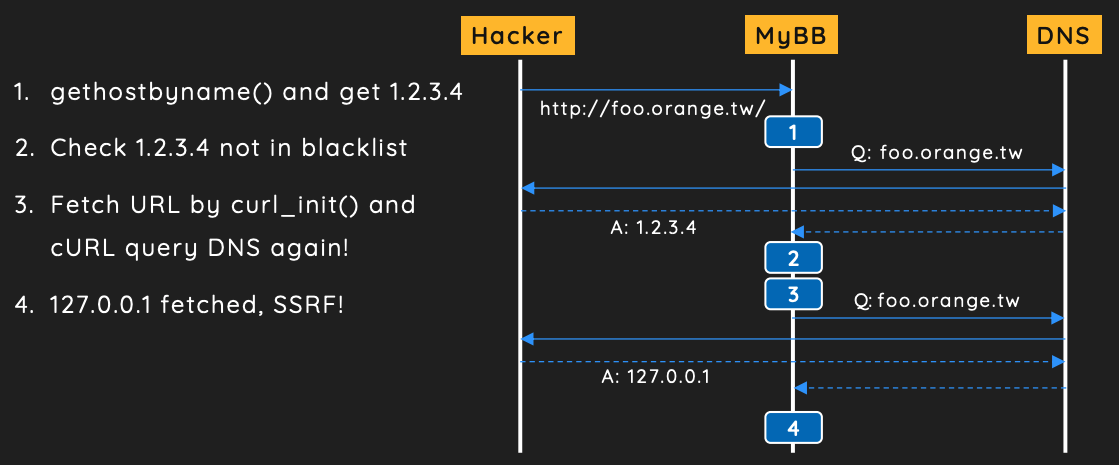 Hacker
MyBB
DNS
1. gethostbyname() and get 1.2.3.4
2. Check 1.2.3.4 not in blacklist
3. Fetch URL by curl_init() and
cURL query DNS again!
4. 127.0.0.1 fetched, SSRF!
http://foo.orange.tw/
1
Q: foo.orange.tw
A: 1.2.3.4
2
3
Q: foo.orange.tw
A: 127.0.0.1
4